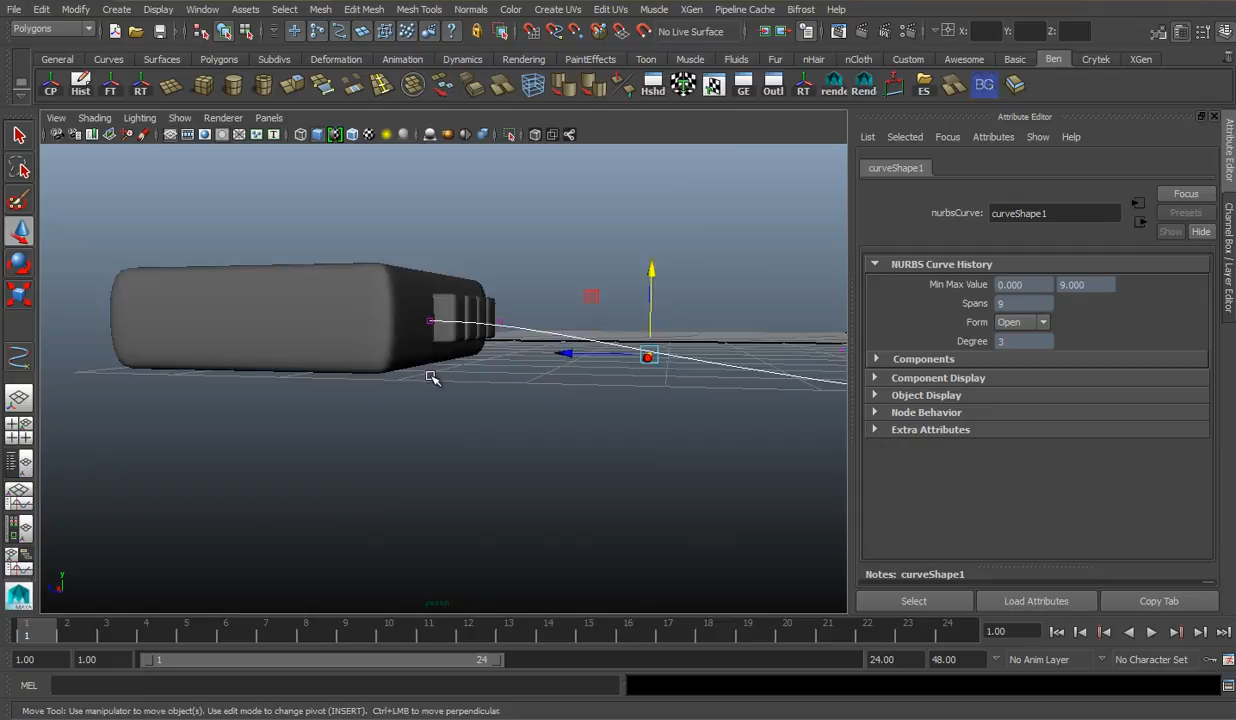 File Edit Modify Create Display Window Assets Select Mesh Edit Mesh Mesh Tools Normals Color Create UVs Edit UVs Muscle XGen Pipeline Cache Bifrost Help
Polygons No Live Surface X: Y: Z:
General Curves Surfaces Polygons Subdivs Deformation Animation Dynamics Rendering PaintEffects Toon Muscle Fluids Fur nHair nCloth Custom Awesome Basic Ben Crytek XGen
CP Hist FT RT Hshd GE Outl RT rende Rend ES BG
View Shading Lighting Show Renderer Panels
Attribute Editor
List Selected Focus Attributes Show Help
curveShape1
Focus
nurbsCurve: curveShape1 Presets
Show Hide
NURBS Curve History
Min Max Value 0.000 9.000
Spans 9
Form Open
Degree 3
Components
Component Display
Object Display
Node Behavior
Extra Attributes
Notes: curveShape1
Select Load Attributes Copy Tab
Attribute Editor
Channel Box / Layer Editor
y
persp
MAYA
1 2 3 4 5 6 7 8 9 10 11 12 13 14 15 16 17 18 19 20 21 22 23 24
1 1.00
1.00 1.00 1 24 24.00 48.00 No Anim Layer No Character Set
MEL
Move Tool: Use manipulator to move object(s). Use edit mode to change pivot (INSERT). Ctrl+LMB to move perpendicular.